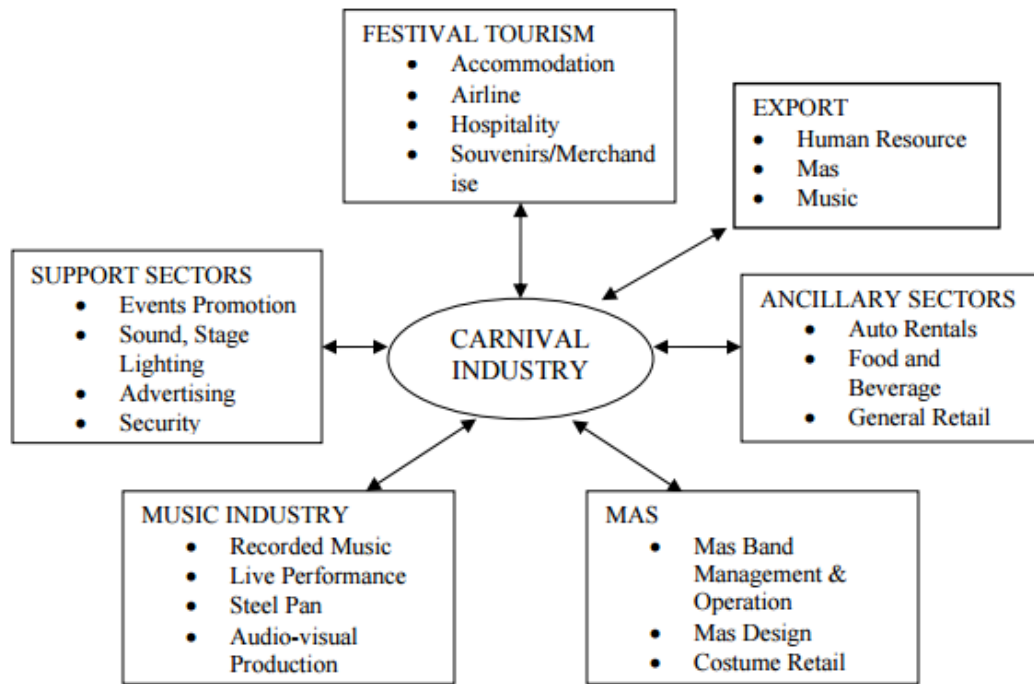 FESTIVAL TOURISM
• Accommodation
• Airline
• Hospitality
• Souvenirs/Merchand
ise
EXPORT
• Human Resource
• Mas
• Music
SUPPORT SECTORS
• Events Promotion
• Sound, Stage
Lighting
• Advertising
• Security
CARNIVAL
INDUSTRY
ANCILLARY SECTORS
• Auto Rentals
• Food and
Beverage
• General Retail
MUSIC INDUSTRY
• Recorded Music
• Live Performance
• Steel Pan
• Audio-visual
Production
MAS
• Mas Band
Management &
Operation
• Mas Design
• Costume Retail